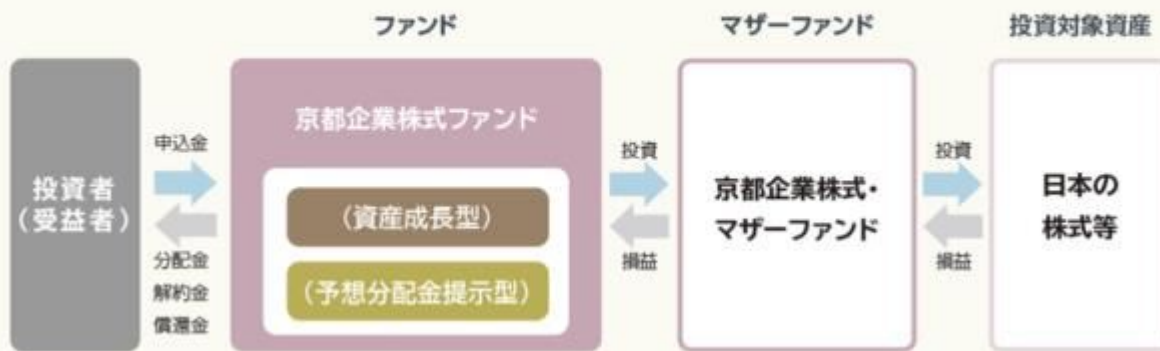 ファンド
マザーファンド
投資対象資産
投資者
(受益者)
申込金
分配金
解約金
償還金
京都企業株式ファンド
(資産成長型)
(予想分配金提示型)
投資
損益
京都企業株式・
マザーファンド
投資
損益
日本の
株式等